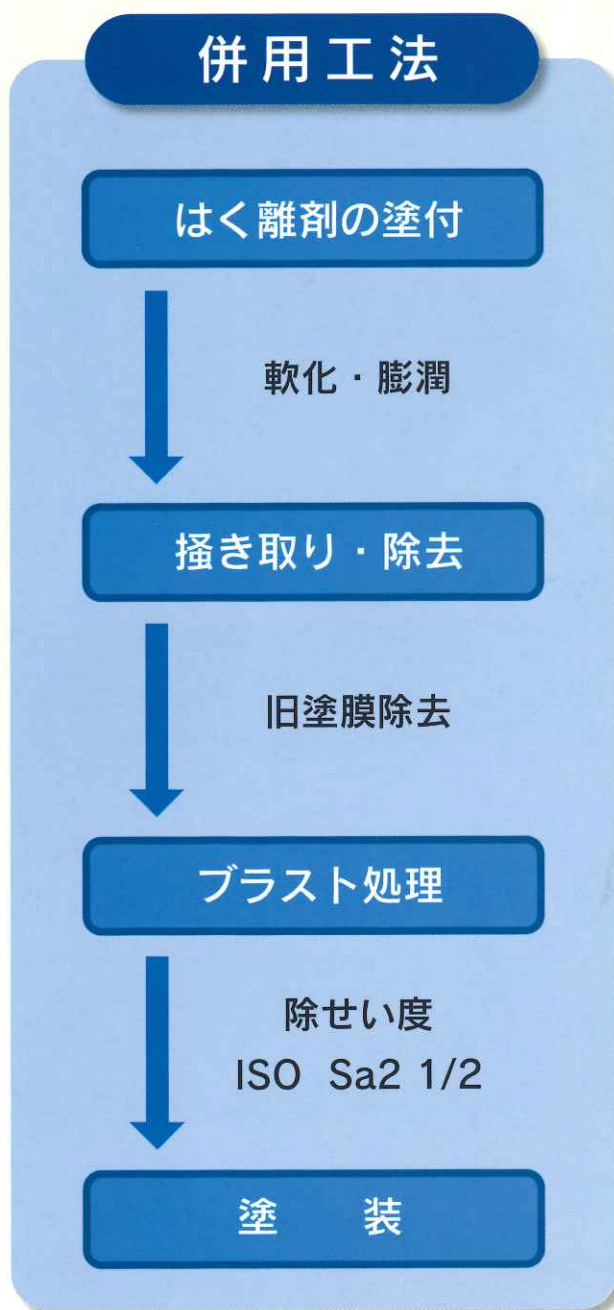 併用工法
はく離剤の塗付
軟化・膨潤
掻き取り・除去
旧塗膜除去
ブラスト処理
除せい度
ISO Sa2 1/2
塗　装